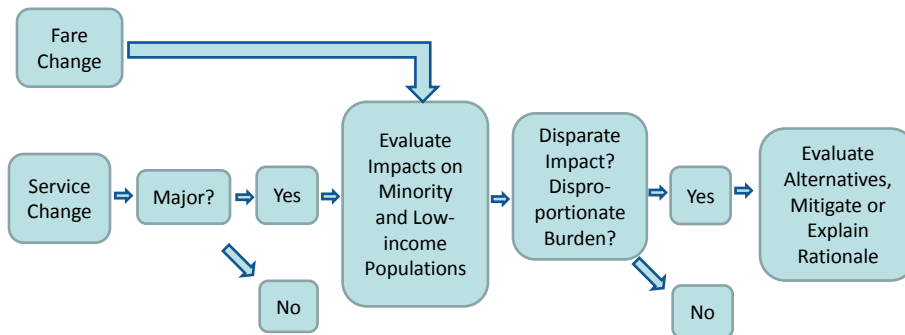 Fare
Change
Service
Change
Major?
Yes
No
Evaluate
Impacts on
Minority
and Low-
income
Populations
Disparate
Impact?
Dispro-
portionate
Burden?
Yes
No
Evaluate
Alternatives,
Mitigate or
Explain
Rationale